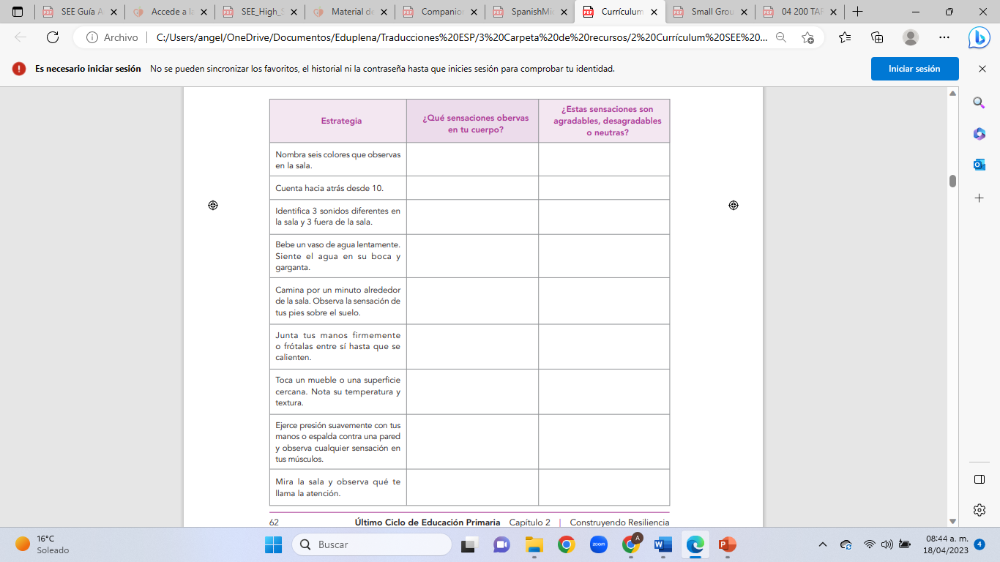 SEE Guía A
Accede a la
SEE_High_S
Material de
Companion
SpanishMi
Currículum
Small Grou
04 200 TAR
Archivo
C:/Users/angel/OneDrive/Documentos/Eduplena/Traducciones%20ESP/3%20Carpeta%20de%20recursos/2%20Currículum%20SEE%20...
Es necesario iniciar sesión No se pueden sincronizar los favoritos, el historial ni la contraseña hasta que inicies sesión para comprobar tu identidad.
Iniciar sesión
Estrategia
¿Qué sensaciones obervas
en tu cuerpo?
¿Estas sensaciones son
agradables, desagradables
o neutras?
Nombra seis colores que observas
en la sala.
Cuenta hacia atrás desde 10.
Identifica 3 sonidos diferentes en
la sala y 3 fuera de la sala.
Bebe un vaso de agua lentamente.
Siente el agua en su boca y
garganta.
Camina por un minuto alrededor
de la sala. Observa la sensación de
tus pies sobre el suelo.
Junta tus manos firmemente
o frótalas entre sí hasta que se
calienten.
Toca un mueble o una superficie
cercana. Nota su temperatura y
textura.
Ejerce presión suavemente con tus
manos o espalda contra una pared
y observa cualquier sensación en
tus músculos.
Mira la sala y observa qué te
llama la atención.
62
Último Ciclo de Educación Primaria Capítulo 2 | Construyendo Resiliencia
16°C
Soleado
Buscar
zoom
A
08:44 a. m.
18/04/2023
4